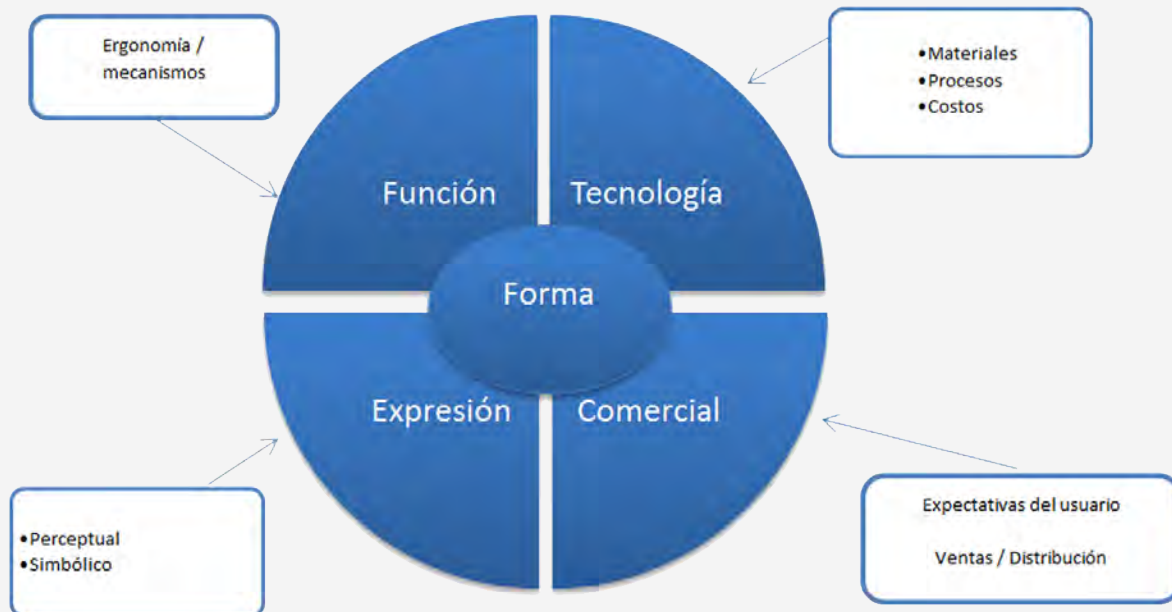 Ergonomía /
mecanismos
•Materiales
•Procesos
•Costos
Función
Tecnología
Forma
Expresión
Comercial
•Perceptual
•Simbólico
Expectativas del usuario
Ventas / Distribución